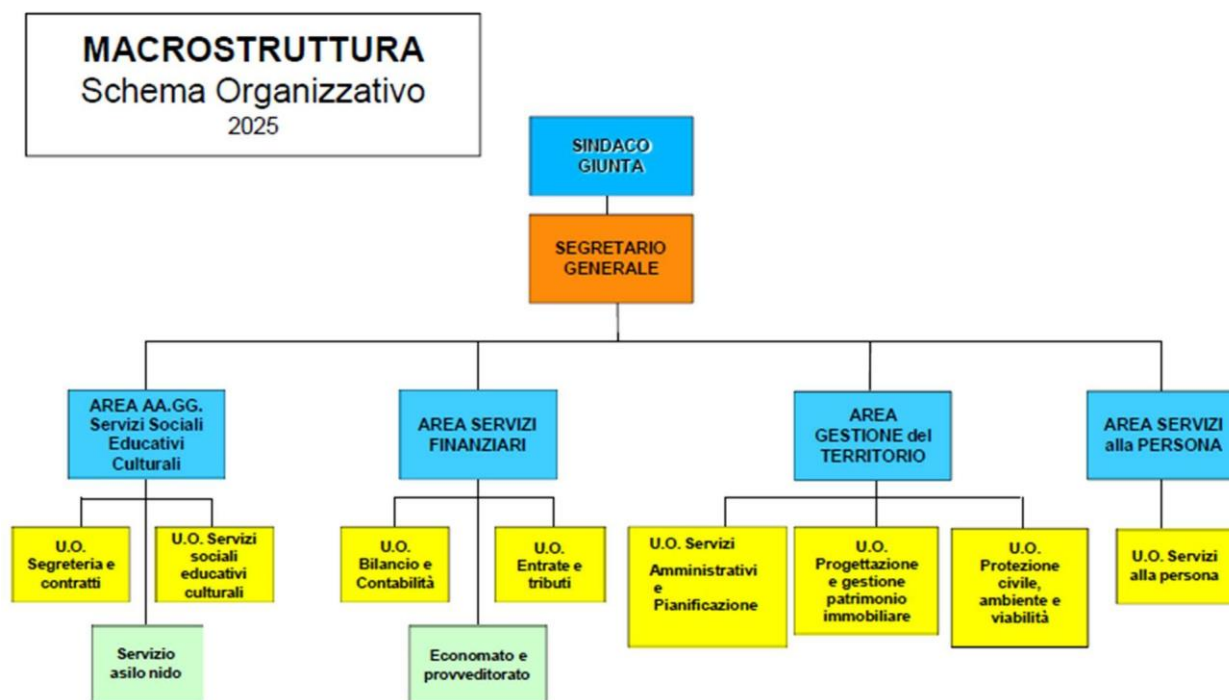 MACROSTRUTTURA
Schema Organizzativo
2025
SINDACO
GIUNTA
SEGRETARIO
GENERALE
AREA AA.GG.
Servizi Sociali
Educativi
Culturali
AREA SERVIZI
FINANZIARI
AREA
GESTIONE del
TERRITORIO
AREA SERVIZI
alla PERSONA
U.O.
Segreteria e
contratti
U.O. Servizi
sociali
educativi
culturali
U.O.
Bilancio e
Contabilità
U.O.
Entrate e
tributi
U.O. Servizi
Amministrativi
e
Pianificazione
U.O.
Progettazione
e gestione
patrimonio
immobiliare
U.O.
Protezione
civile,
ambiente e
viabilità
U.O. Servizi
alla persona
Servizio
asilo nido
Economato e
provveditorato